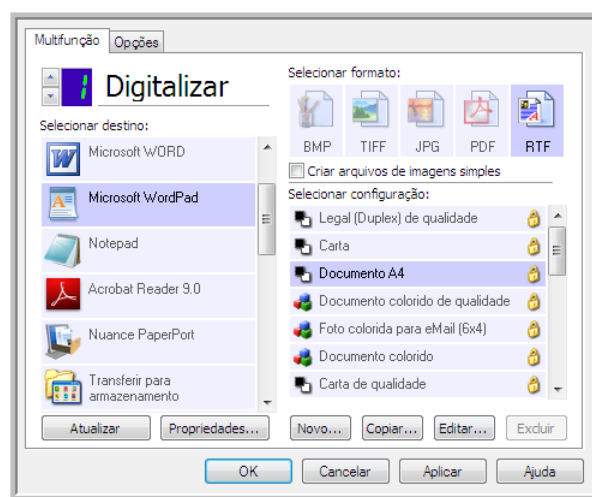 Multifunção
Opções
1 Digitalizar
Selecionar destino:
Microsoft WORD
Microsoft WordPad
Notepad
Acrobat Reader 9.0
Nuance PaperPort
Transferir para
armazenamento
Atualizar
Propriedades...
Selecionar formato:
BMP TIFF JPG PDF RTF
Criar arquivos de imagens simples
Selecionar configuração:
Legal (Duplex) de qualidade
Carta
Documento A4
Documento colorido de qualidade
Foto colorida para eMail (6x4)
Documento colorido
Carta de qualidade
Novo... Copiar... Editar... Excluir
OK Cancelar Aplicar Ajuda